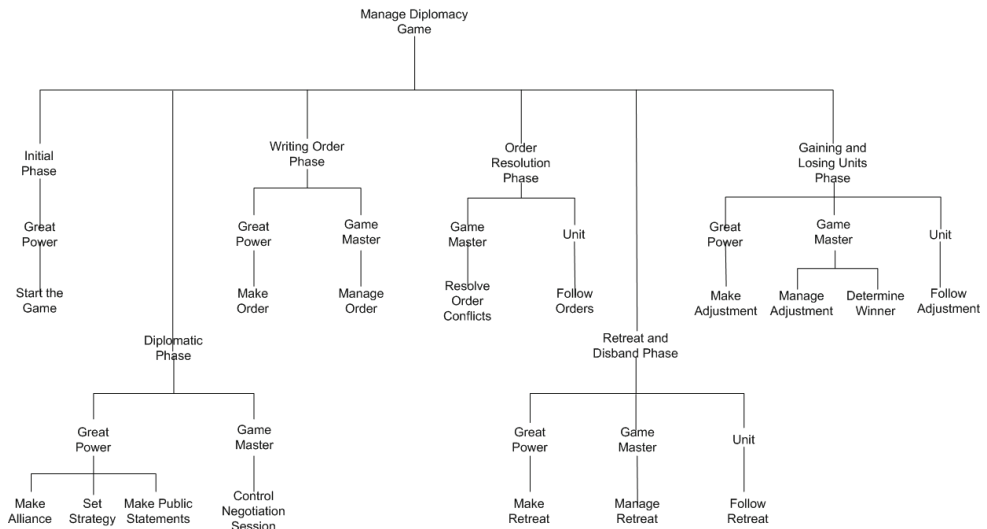 Manage Diplomacy
Game
Initial
Phase
Great
Power
Start the
Game
Diplomatic
Phase
Great
Power
Make
Alliance
Set
Strategy
Make Public
Statements
Game
Master
Control
Negotiation
Session
Writing Order
Phase
Great
Power
Make
Order
Game
Master
Manage
Order
Order
Resolution
Phase
Game
Master
Resolve
Order
Conflicts
Unit
Follow
Orders
Retreat and
Disband Phase
Great
Power
Make
Retreat
Game
Master
Manage
Retreat
Unit
Follow
Retreat
Gaining and
Losing Units
Phase
Great
Power
Make
Adjustment
Game
Master
Manage
Adjustment
Determine
Winner
Unit
Follow
Adjustment